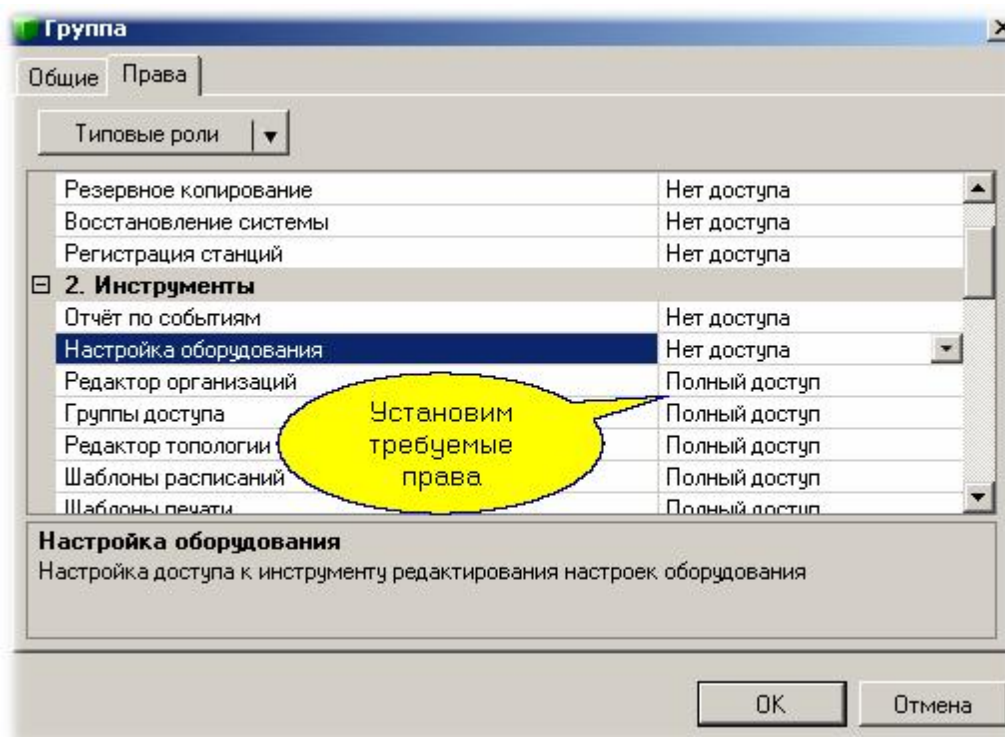 Группа
Общие Права
Типовые роли
Резервное копирование Нет доступа
Восстановление системы Нет доступа
Регистрация станций Нет доступа
2. Инструменты
Отчёт по событиям Нет доступа
Настройка оборудования Нет доступа
Редактор организаций Полный доступ
Группы доступа Полный доступ
Редактор топологии Полный доступ
Шаблоны расписаний Полный доступ
Шаблоны печати Полный доступ
Установим
требуемые
права
Настройка оборудования
Настройка доступа к инструменту редактирования настроек оборудования
OK Отмена